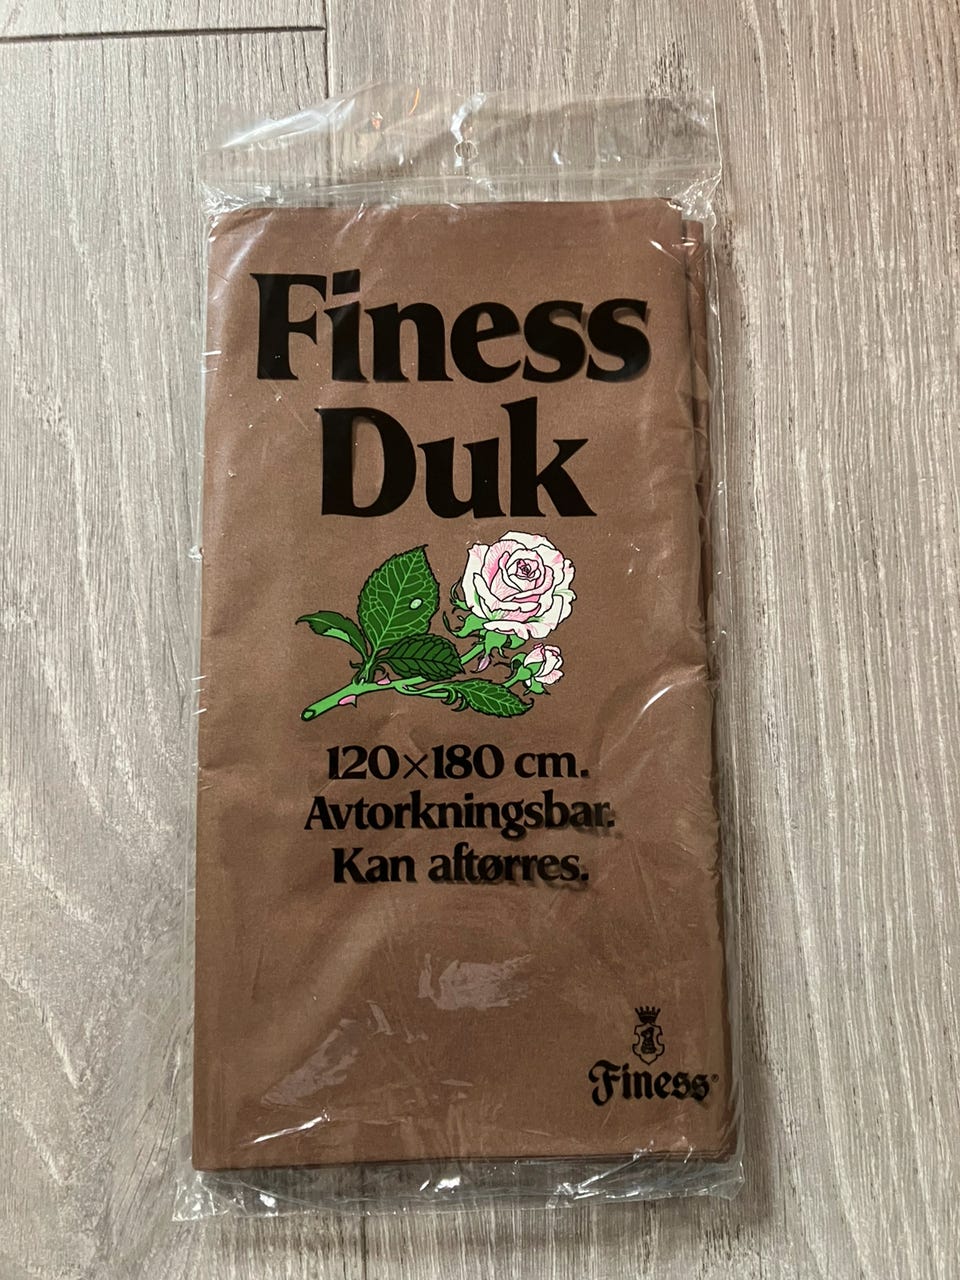 Finess
Duk
120×180 cm.
Avtorkningsbar.
Kan aftørres.
Finess®